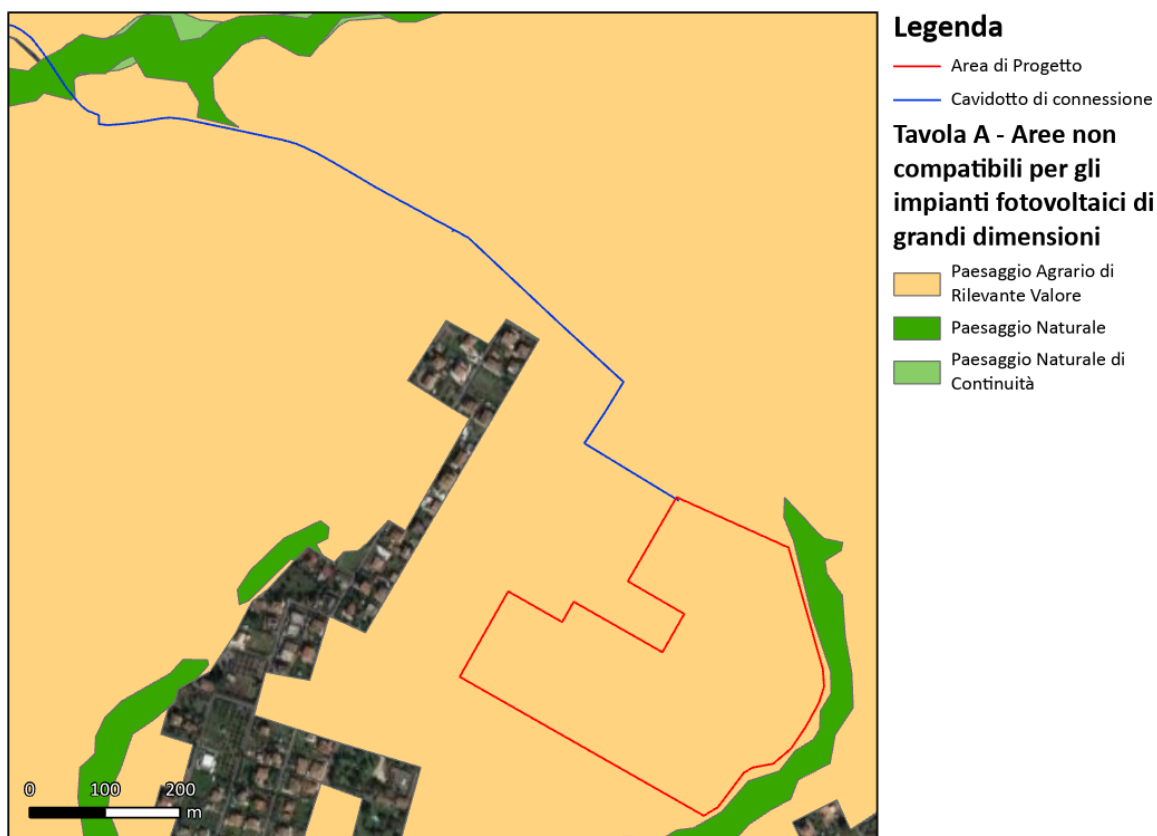 Legenda
Area di Progetto
Cavidotto di connessione
Tavola A - Aree non
compatibili per gli
impianti fotovoltaici di
grandi dimensioni
Paesaggio Agrario di
Rilevante Valore
Paesaggio Naturale
Paesaggio Naturale di
Continuità
0 100 200
m